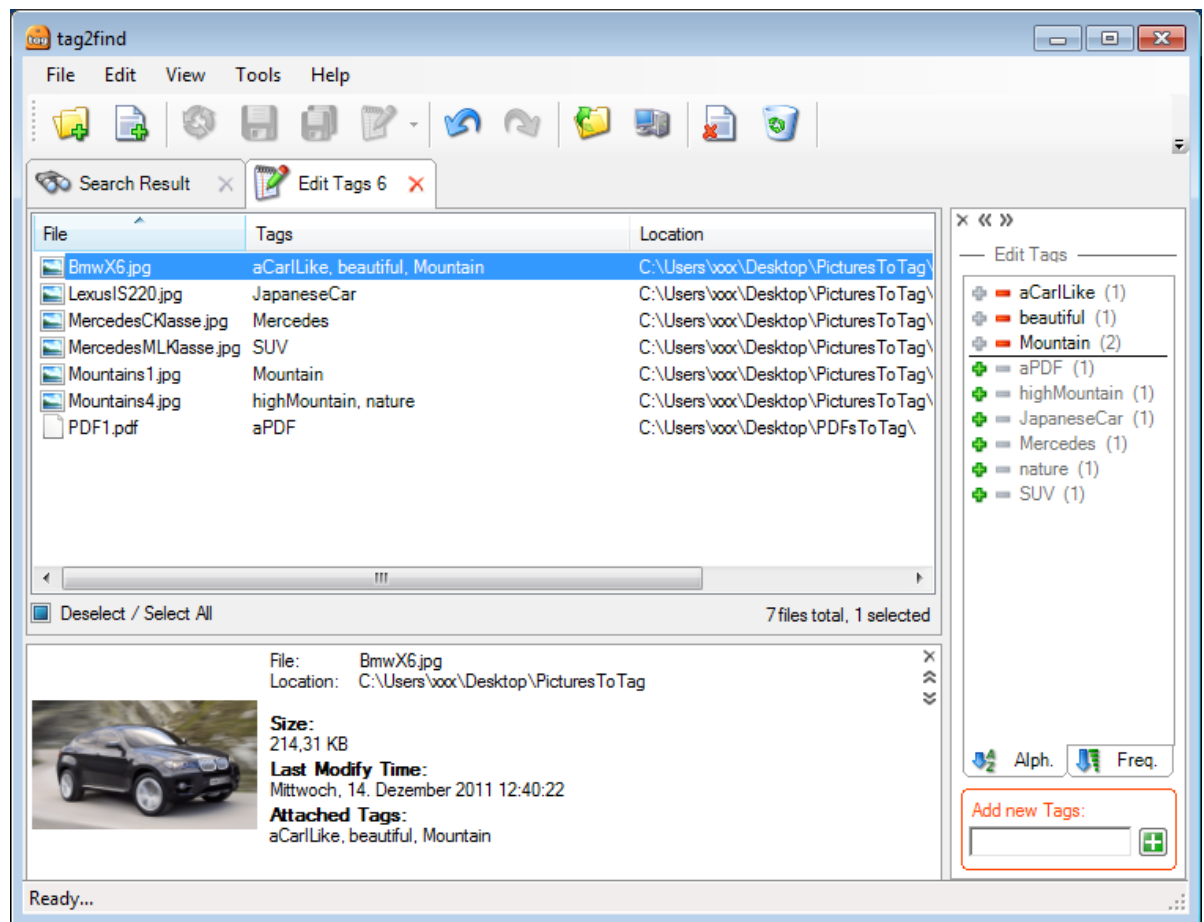 tag2find
File Edit View Tools Help
Search Result Edit Tags 6
File Tags Location
BmwX6.jpg aCarILike, beautiful, Mountain C:\Users\xxx\Desktop\PicturesToTag\
LexusIS220.jpg JapaneseCar C:\Users\xxx\Desktop\PicturesToTag\
MercedesCKlasse.jpg Mercedes C:\Users\xxx\Desktop\PicturesToTag\
MercedesMLKlasse.jpg SUV C:\Users\xxx\Desktop\PicturesToTag\
Mountains1.jpg Mountain C:\Users\xxx\Desktop\PicturesToTag\
Mountains4.jpg highMountain, nature C:\Users\xxx\Desktop\PicturesToTag\
PDF1.pdf aPDF C:\Users\xxx\Desktop\PDFsToTag\
Deselect / Select All 7 files total, 1 selected
File: BmwX6.jpg
Location: C:\Users\xxx\Desktop\PicturesToTag
Size:
214,31 KB
Last Modify Time:
Mittwoch, 14. Dezember 2011 12:40:22
Attached Tags:
aCarILike, beautiful, Mountain
Edit Tags
aCarILike (1)
beautiful (1)
Mountain (2)
aPDF (1)
highMountain (1)
JapaneseCar (1)
Mercedes (1)
nature (1)
SUV (1)
Alph. Freq.
Add new Tags:
Ready...